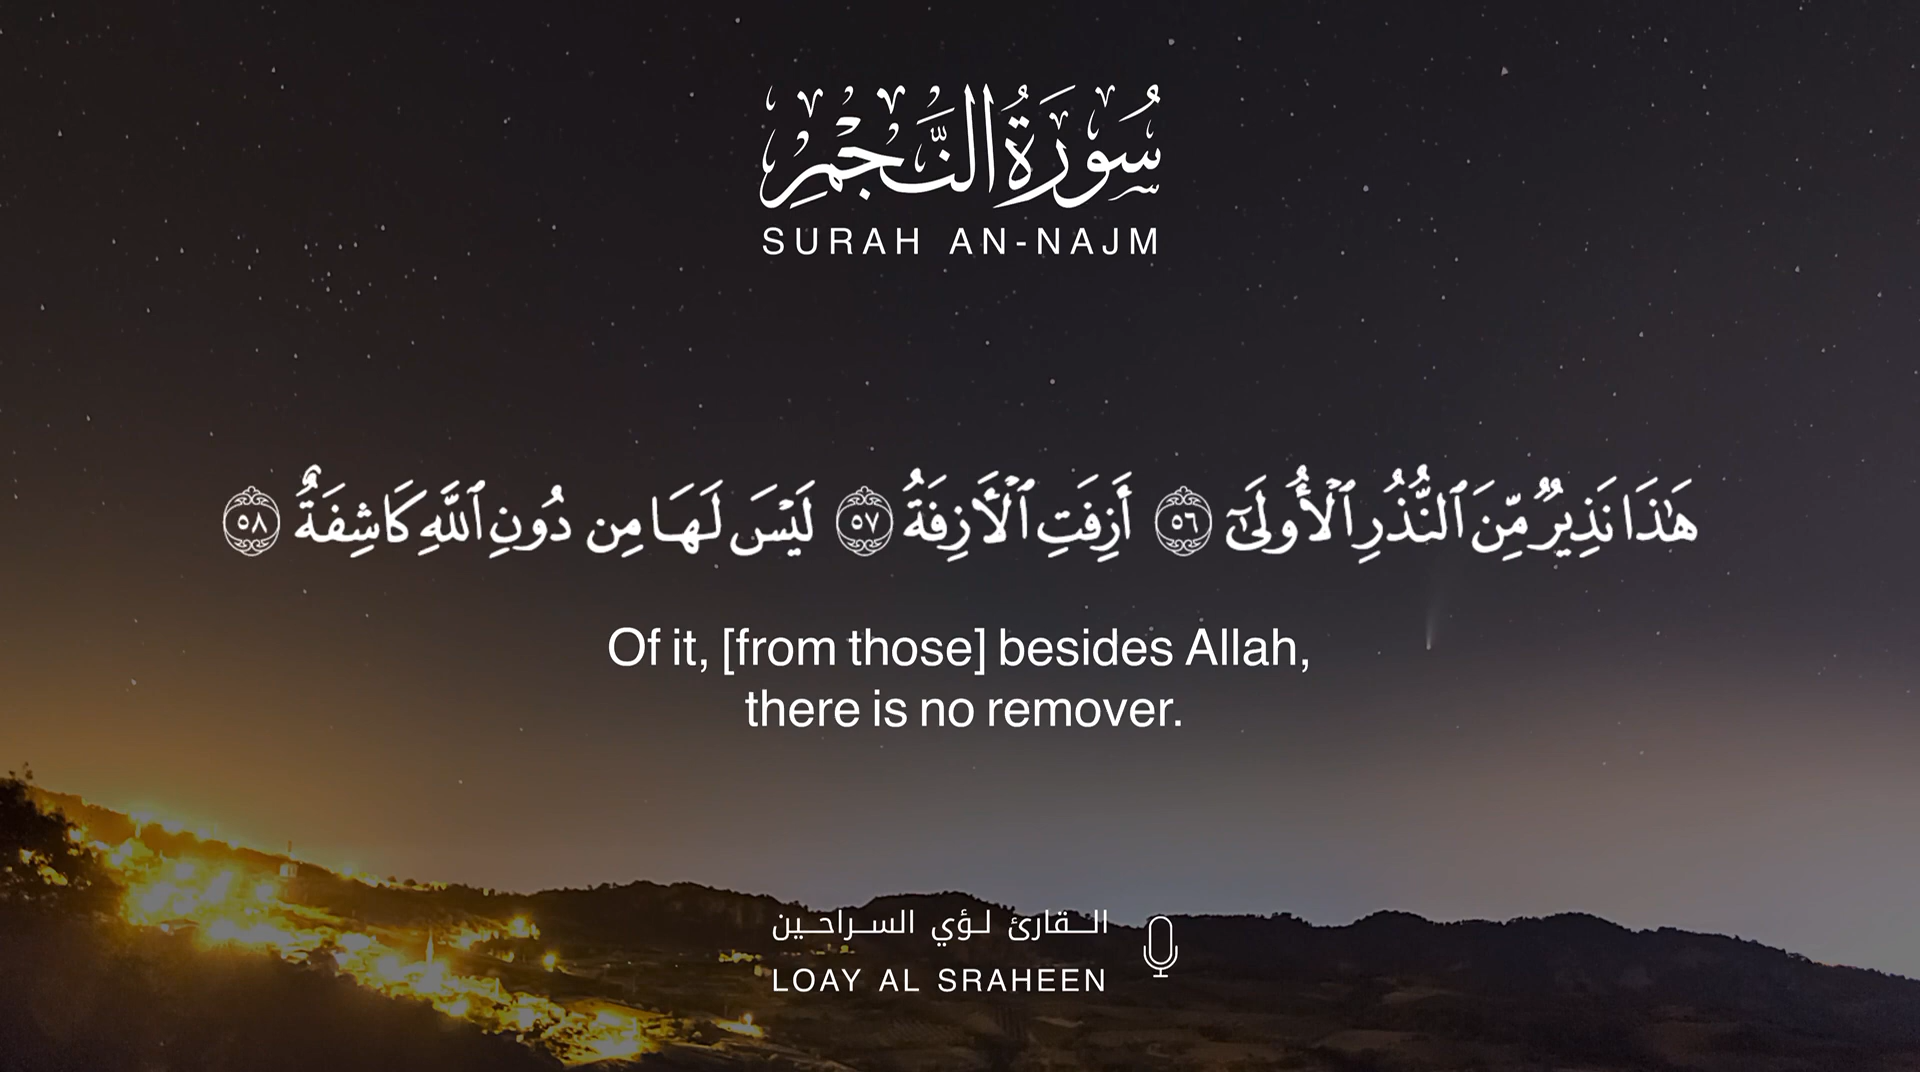 سُورَةُ النَّجْمِ
SURAH AN-NAJM
هَٰذَا نَذِيرٌ مِّنَ ٱلنُّذُرِ ٱلْأُولَىٰٓ ٥٦ أَزِفَتِ ٱلْأَزِفَةُ ٥٧ لَيْسَ لَهَا مِن دُونِ ٱللَّهِ كَاشِفَةٌ ٥٨
Of it, [from those] besides Allah,
there is no remover.
القارئ لؤي السراحين
LOAY AL SRAHEEN